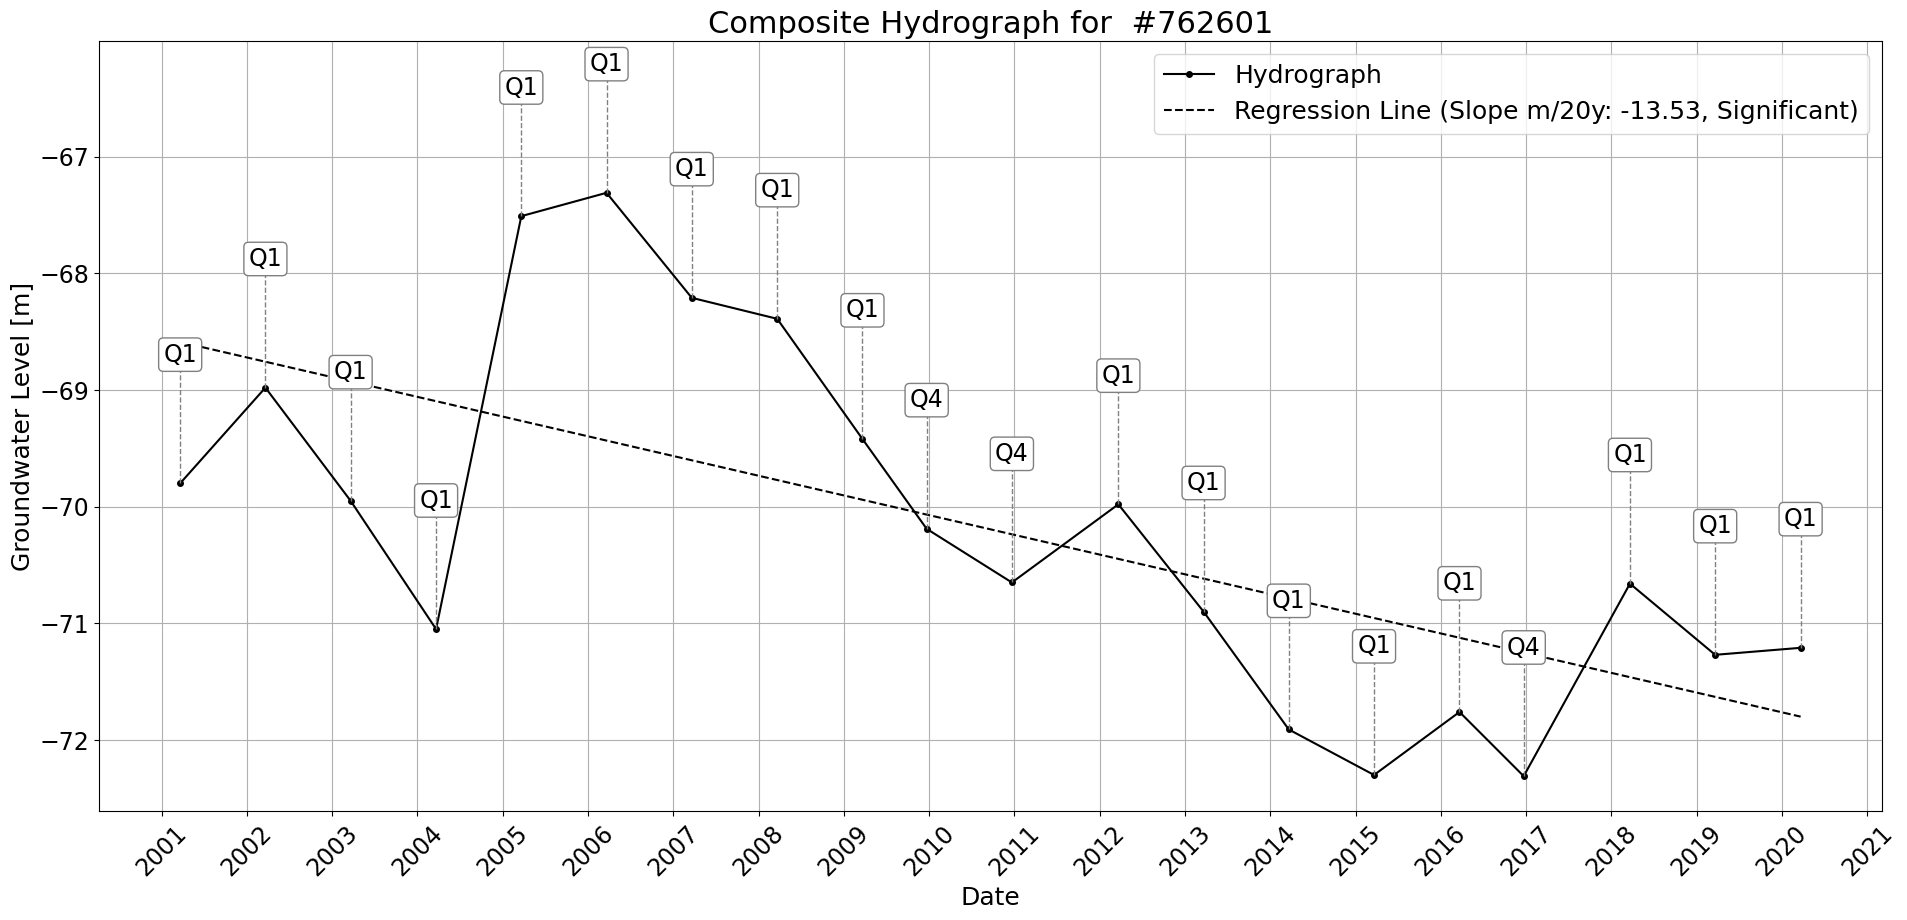 Composite Hydrograph for  #762601
Hydrograph
Regression Line (Slope m/20y: -13.53, Significant)
Q1
Q1
Q1
Q1
Q1
Q1
Q1
Q1
Q1
Q4
Q4
Q1
Q1
Q1
Q1
Q1
Q4
Q1
Q1
Q1
Groundwater Level [m]
−67
−68
−69
−70
−71
−72
2001
2002
2003
2004
2005
2006
2007
2008
2009
2010
2011
2012
2013
2014
2015
2016
2017
2018
2019
2020
2021
Date